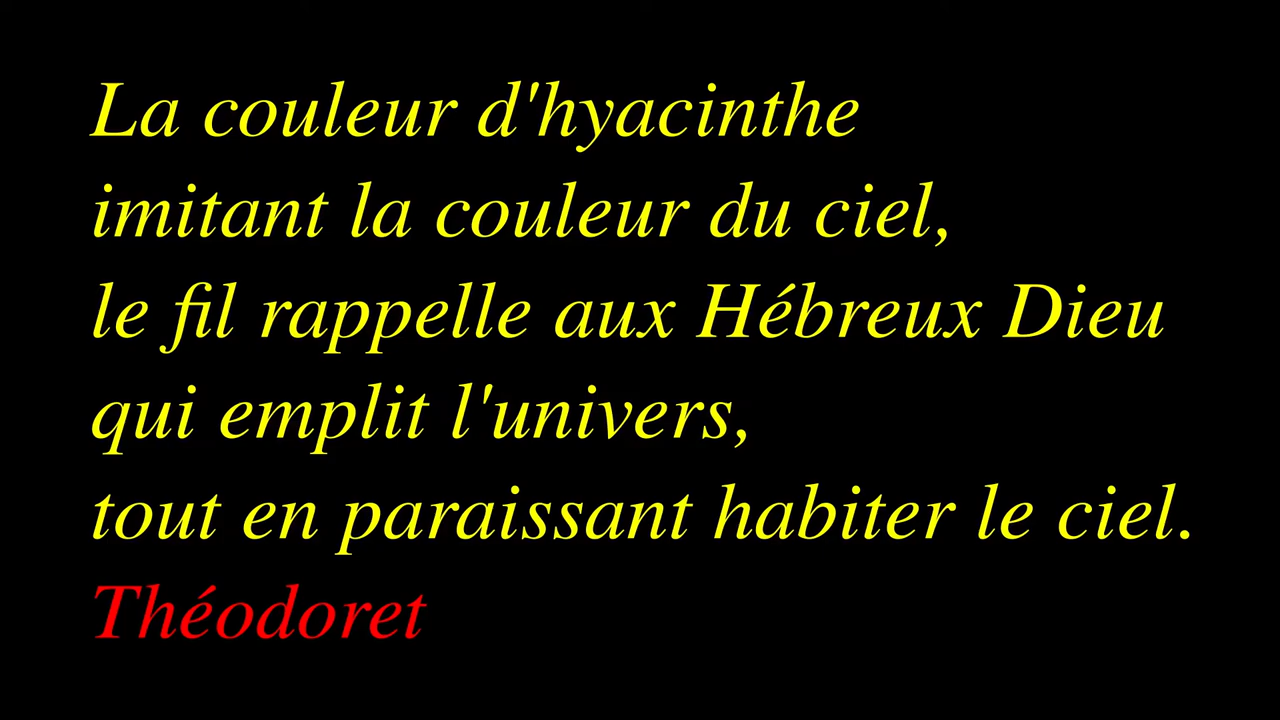 La couleur d'hyacinthe
imitant la couleur du ciel,
le fil rappelle aux Hébreux Dieu
qui emplit l'univers,
tout en paraissant habiter le ciel.
Théodoret